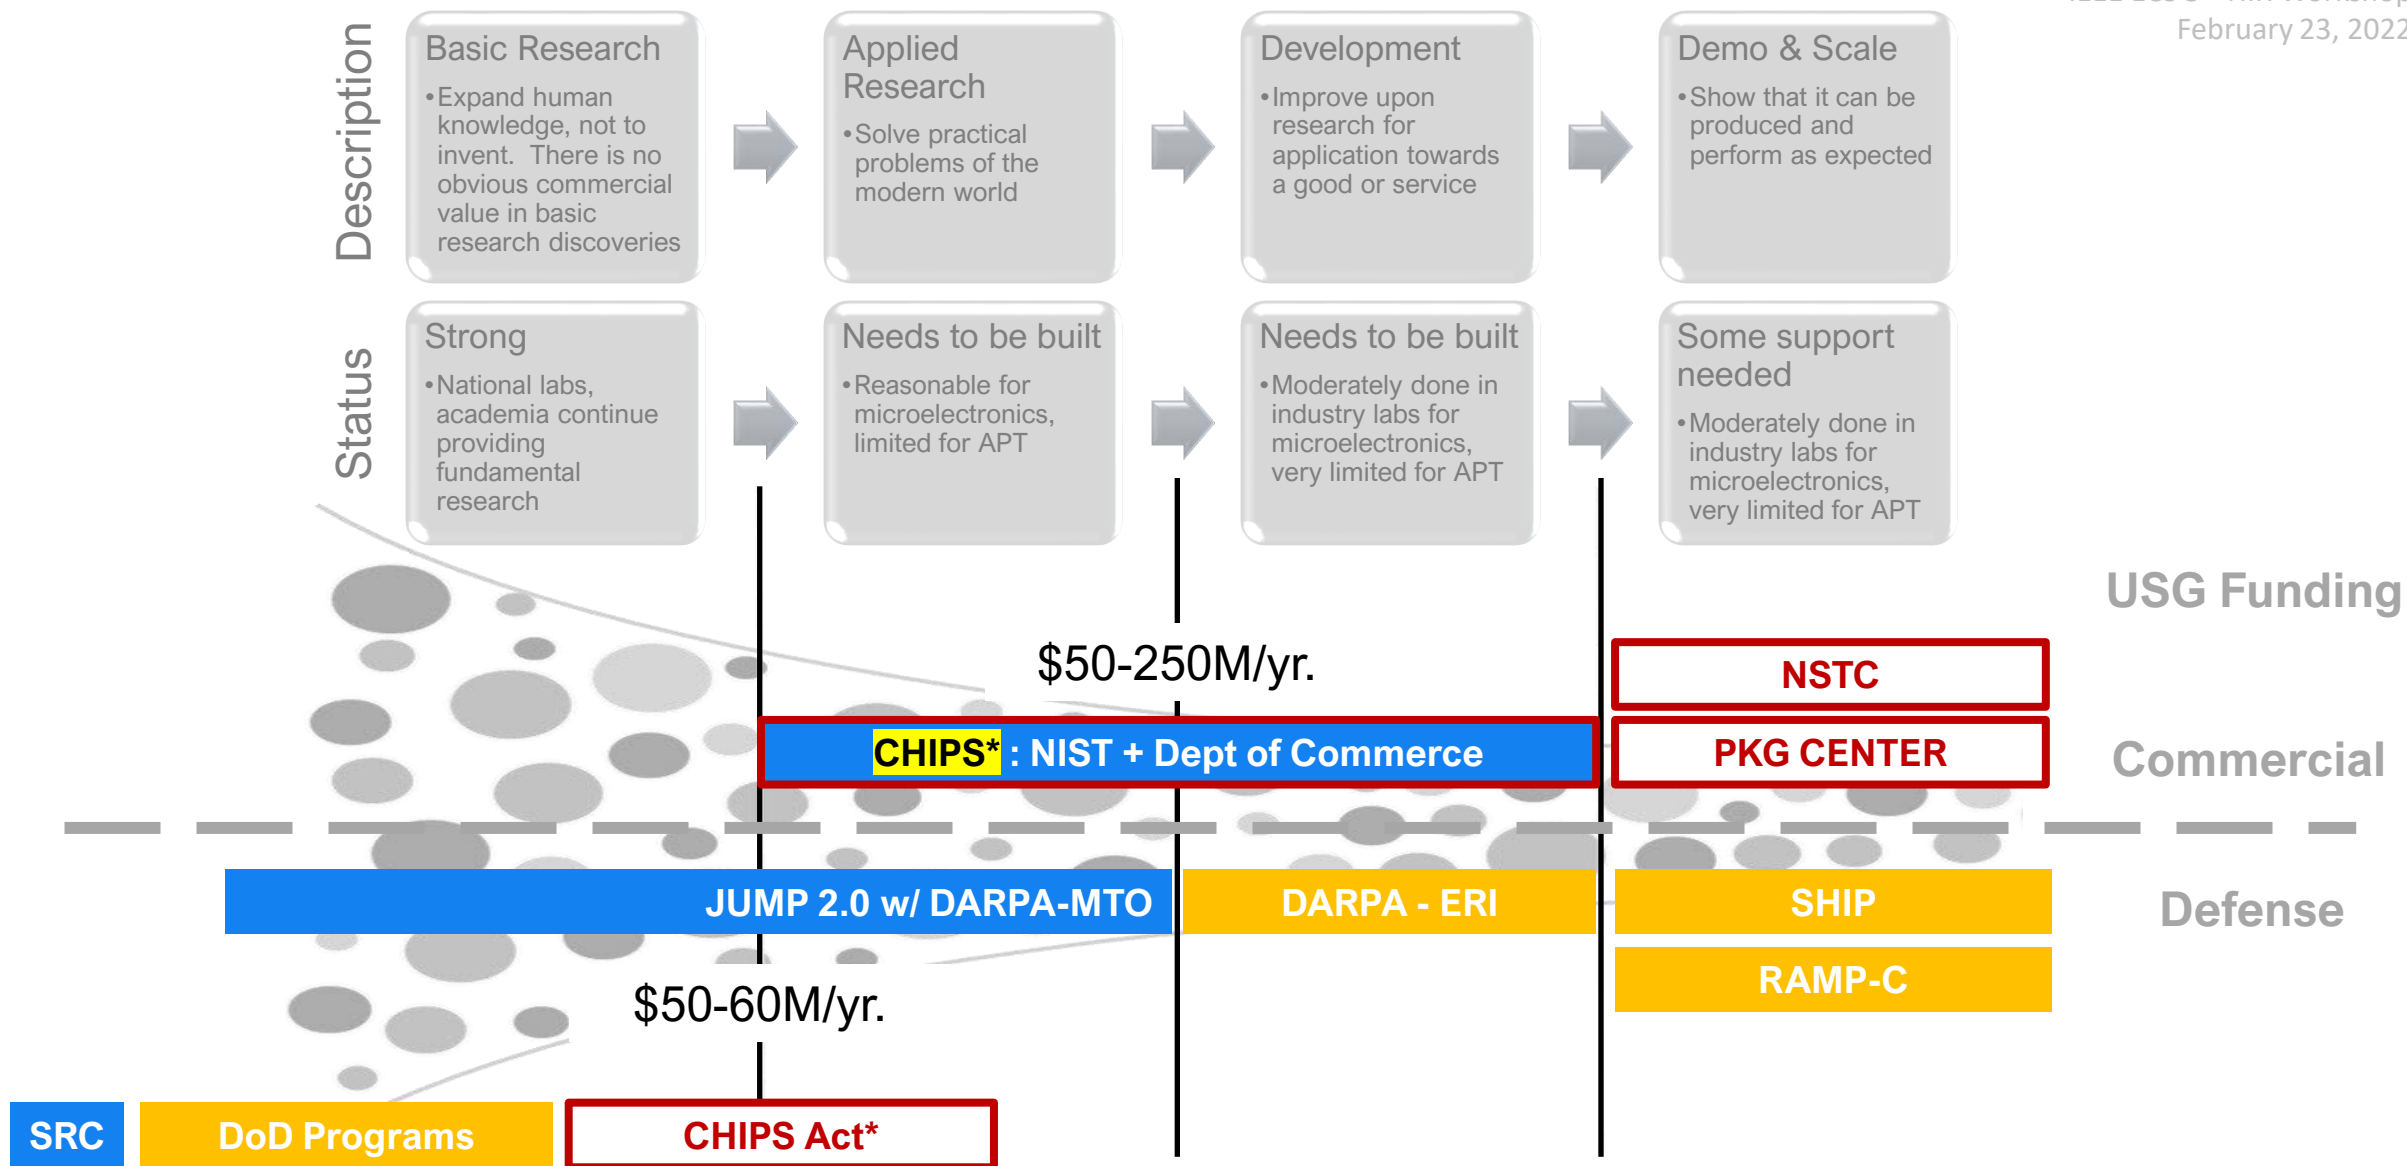 February 23, 2022
Description
Basic Research
•Expand human
knowledge, not to
invent. There is no
obvious commercial
value in basic
research discoveries
Applied
Research
•Solve practical
problems of the
modern world
Development
•Improve upon
research for
application towards
a good or service
Demo & Scale
•Show that it can be
produced and
perform as expected
Status
Strong
•National labs,
academia continue
providing
fundamental
research
Needs to be built
•Reasonable for
microelectronics,
limited for APT
Needs to be built
•Moderately done in
industry labs for
microelectronics,
very limited for APT
Some support
needed
•Moderately done in
industry labs for
microelectronics,
very limited for APT
USG Funding
$50-250M/yr.
NSTC
CHIPS* : NIST + Dept of Commerce
PKG CENTER
Commercial
JUMP 2.0 w/ DARPA-MTO
DARPA - ERI
SHIP
Defense
RAMP-C
$50-60M/yr.
SRC
DoD Programs
CHIPS Act*